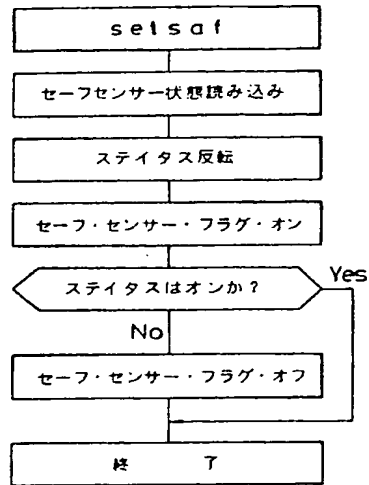 setsaf
セーフセンサー状態読み込み
ステイタス反転
セーフ・センサー・フラグ・オン
ステイタスはオンか?
Yes
No
セーフ・センサー・フラグ・オフ
終 了